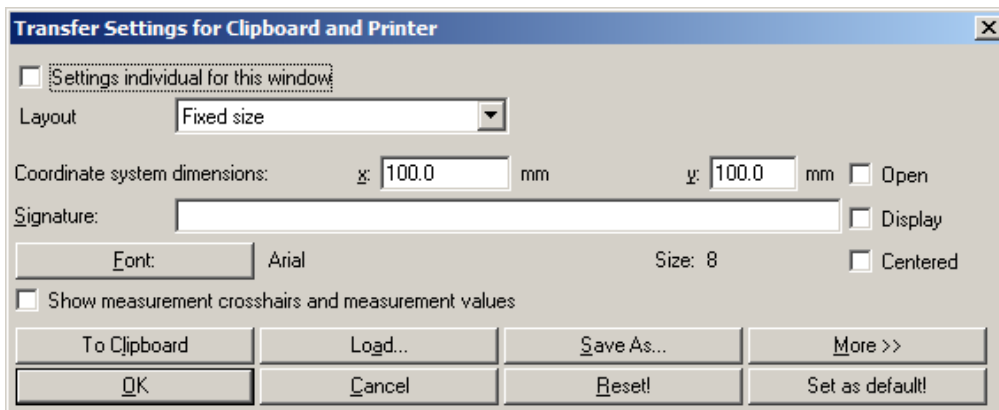 Transfer Settings for Clipboard and Printer
Settings individual for this window
Layout Fixed size
Coordinate system dimensions: x: 100.0 mm y: 100.0 mm Open
Signature: Display
Font: Arial Size: 8 Centered
Show measurement crosshairs and measurement values
To Clipboard Load... Save As... More >>
OK Cancel Reset! Set as default!